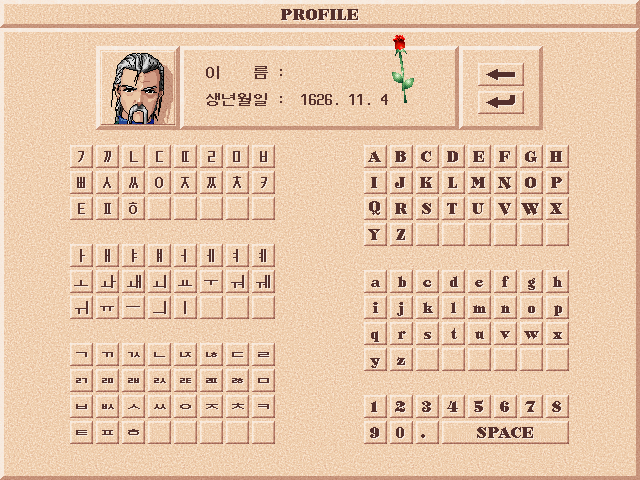 PROFILE
이 름 :
생년월일 : 1626. 11. 4
ㄱ ㄲ ㄴ ㄷ ㄸ ㄹ ㅁ ㅂ
ㅃ ㅅ ㅆ ㅇ ㅈ ㅉ ㅊ ㅋ
ㅌ ㅍ ㅎ
ㅏ ㅐ ㅑ ㅒ ㅓ ㅔ ㅕ ㅖ
ㅗ ㅘ ㅙ ㅚ ㅛ ㅜ ㅝ ㅞ
ㅟ ㅠ ㅡ ㅢ ㅣ
ㄱ ㄲ ㄳ ㄴ ㄵ ㄶ ㄷ ㄹ
ㄺ ㄻ ㄼ ㄽ ㄾ ㄿ ㅀ ㅁ
ㅂ ㅄ ㅅ ㅆ ㅇ ㅈ ㅊ ㅋ
ㅌ ㅍ ㅎ
A B C D E F G H
I J K L M N O P
Q R S T U V W X
Y Z
a b c d e f g h
i j k l m n o p
q r s t u v w x
y z
1 2 3 4 5 6 7 8
9 0 . SPACE